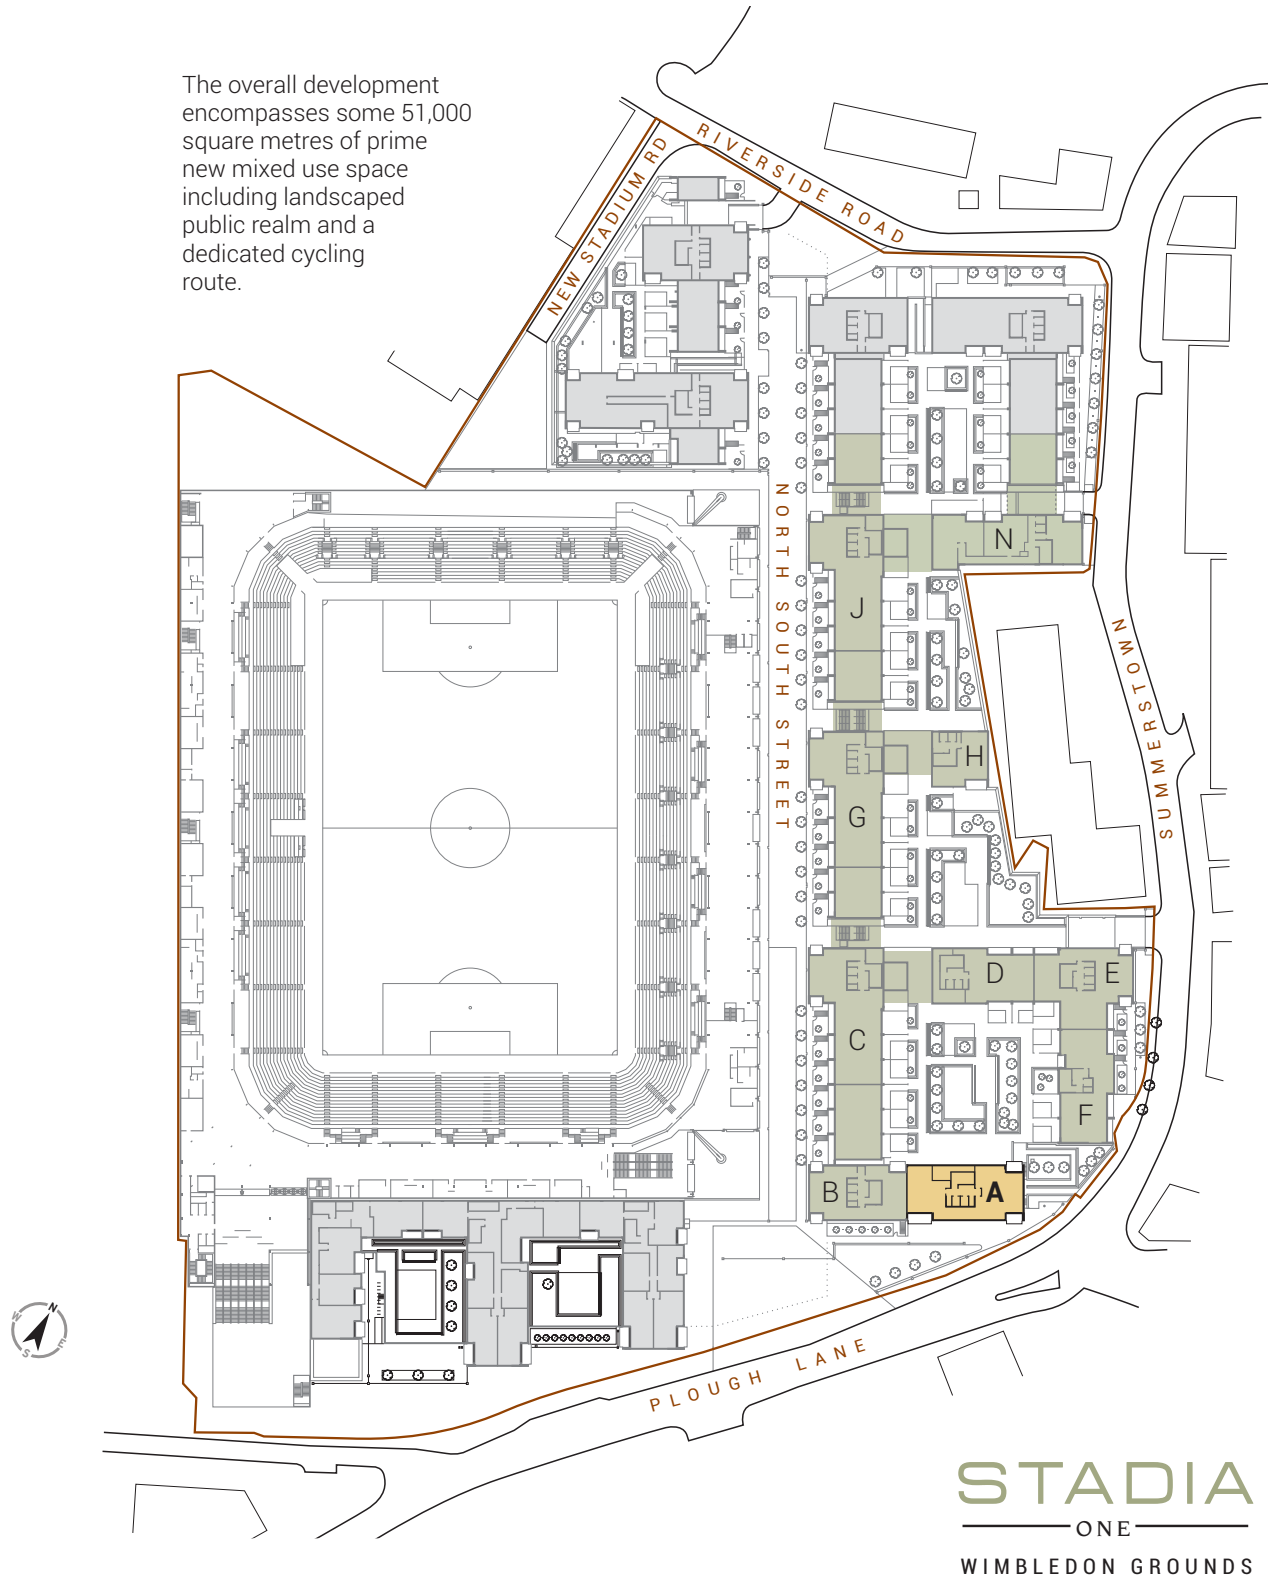 The overall development
encompasses some 51,000
square metres of prime
new mixed use space
including landscaped
public realm and a
dedicated cycling
route.
RIVERSIDE ROAD
NEW STADIUM RD
NORTH SOUTH STREET
SUMMERSTOWN
N
J
H
G
D
E
C
F
B
A
N
W
E
S
PLOUGH LANE
STADIA
ONE
WIMBLEDON GROUNDS